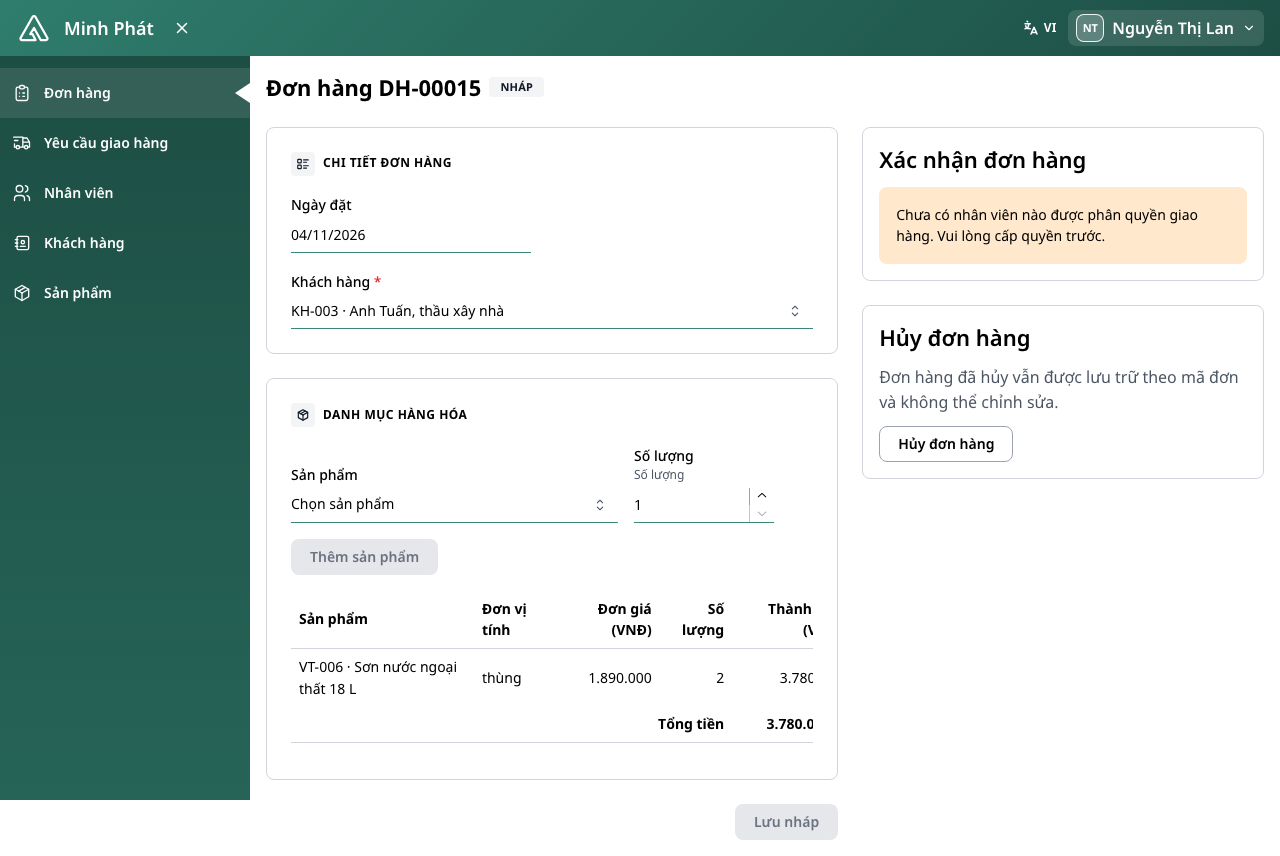 Minh Phát
VI
NT
Nguyễn Thị Lan
Đơn hàng
Yêu cầu giao hàng
Nhân viên
Khách hàng
Sản phẩm
Đơn hàng DH-00015
NHÁP
CHI TIẾT ĐƠN HÀNG
Ngày đặt
04/11/2026
Khách hàng *
KH-003 · Anh Tuấn, thầu xây nhà
DANH MỤC HÀNG HÓA
Sản phẩm
Chọn sản phẩm
Số lượng
Số lượng
1
Thêm sản phẩm
Sản phẩm
Đơn vị
tính
Đơn giá
(VNĐ)
Số
lượng
Thành
VT-006 · Sơn nước ngoại
thất 18 L
thùng
1.890.000
2
3.780
Tổng tiền
3.780.0
Lưu nháp
Xác nhận đơn hàng
Chưa có nhân viên nào được phân quyền giao
hàng. Vui lòng cấp quyền trước.
Hủy đơn hàng
Đơn hàng đã hủy vẫn được lưu trữ theo mã đơn
và không thể chỉnh sửa.
Hủy đơn hàng